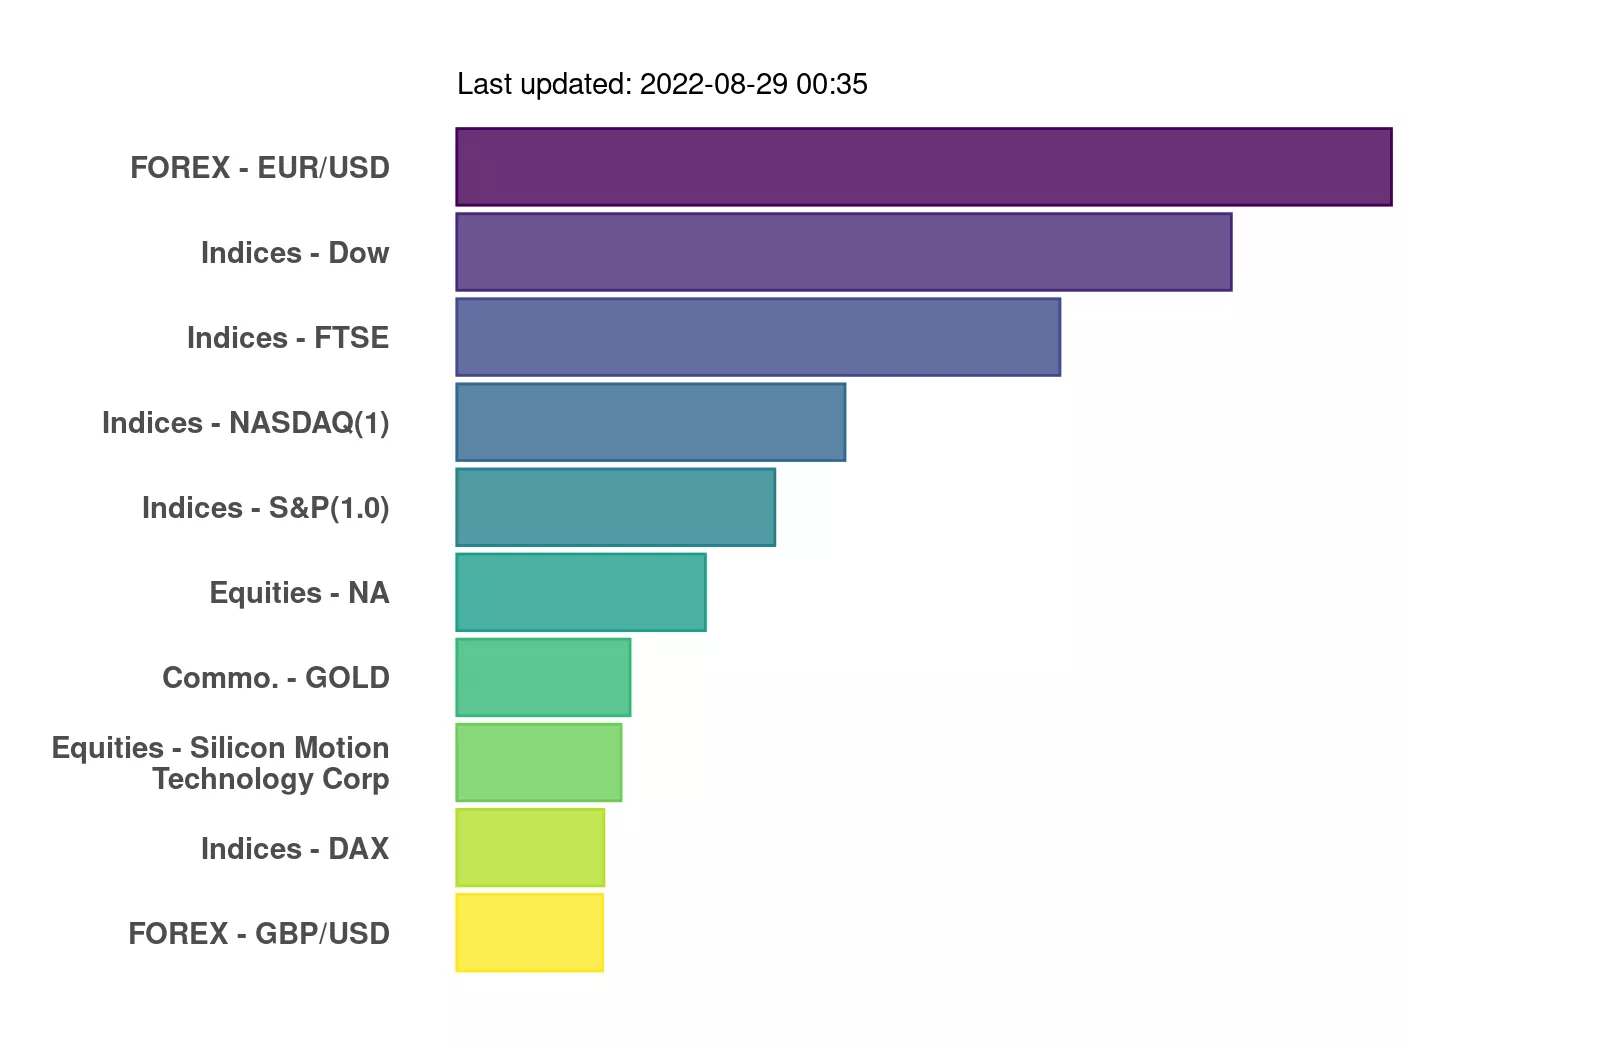 Last updated: 2022-08-29 00:35
FOREX - EUR/USD
Indices - Dow
Indices - FTSE
Indices - NASDAQ(1)
Indices - S&P(1.0)
Equities - NA
Commo. - GOLD
Equities - Silicon Motion
Technology Corp
Indices - DAX
FOREX - GBP/USD